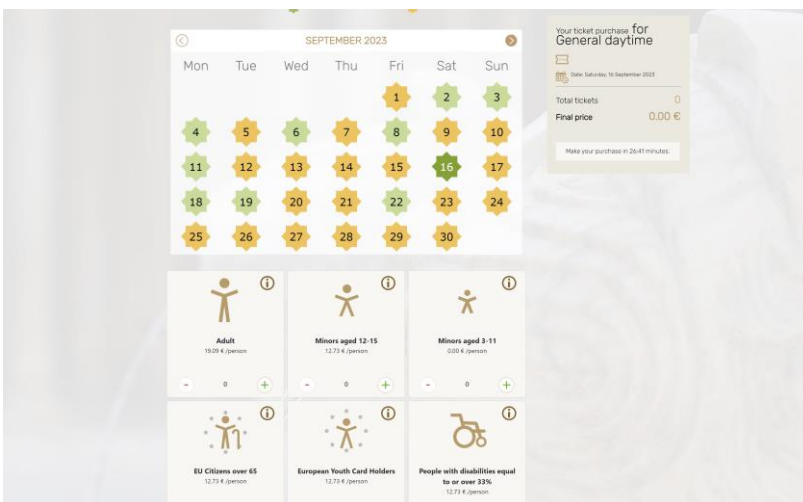 SEPTEMBER 2023
Mon Tue Wed Thu Fri Sat Sun
1 2 3
4 5 6 7 8 9 10
11 12 13 14 15 16 17
18 19 20 21 22 23 24
25 26 27 28 29 30
Your ticket purchase for
General daytime
Date: Saturday, 16 September 2023
Total tickets 0
Final price 0.00 €
Make your purchase in 26:41 minutes.
Adult
19.09 € /person
- 0 +
Minors aged 12-15
12.73 € /person
- 0 +
Minors aged 3-11
0.00 € /person
- 0 +
EU Citizens over 65
12.73 € /person
European Youth Card Holders
12.73 € /person
People with disabilities equal
to or over 33%
12.73 € /person